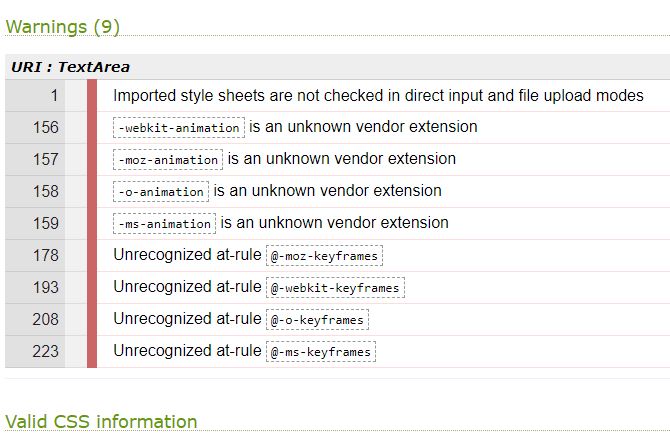 Warnings (9)
URI : TextArea
1 Imported style sheets are not checked in direct input and file upload modes
156 -webkit-animation is an unknown vendor extension
157 -moz-animation is an unknown vendor extension
158 -o-animation is an unknown vendor extension
159 -ms-animation is an unknown vendor extension
178 Unrecognized at-rule @-moz-keyframes
193 Unrecognized at-rule @-webkit-keyframes
208 Unrecognized at-rule @-o-keyframes
223 Unrecognized at-rule @-ms-keyframes
Valid CSS information